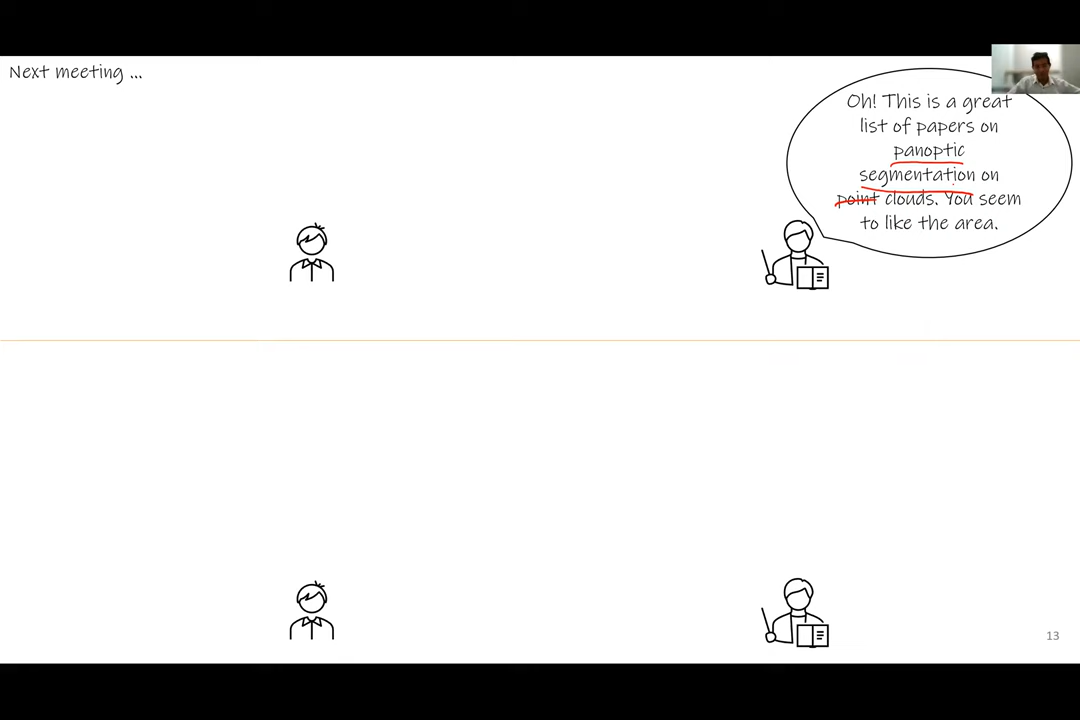 Next meeting ...
Oh! This is a great
list of papers on
panoptic
segmentation on
point clouds. You seem
to like the area.
13